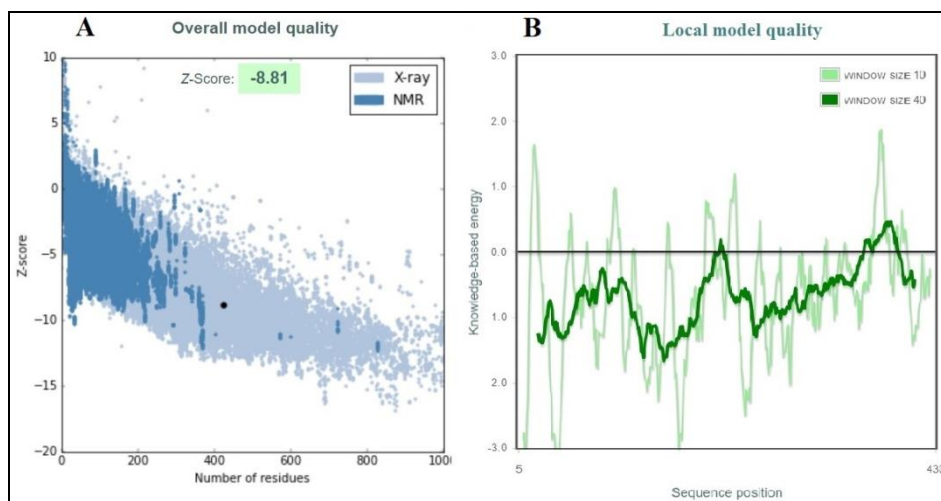 A
Overall model quality
Z-Score: -8.81
X-ray
NMR
10
5
0
−5
−10
−15
−20
Z-score
0
200
400
600
800
1000
Number of residues
B
Local model quality
WINDOW SIZE 10
WINDOW SIZE 40
3.0
2.0
1.0
0.0
1.0
2.0
-3.0
Knowledge-based energy
5
Sequence position